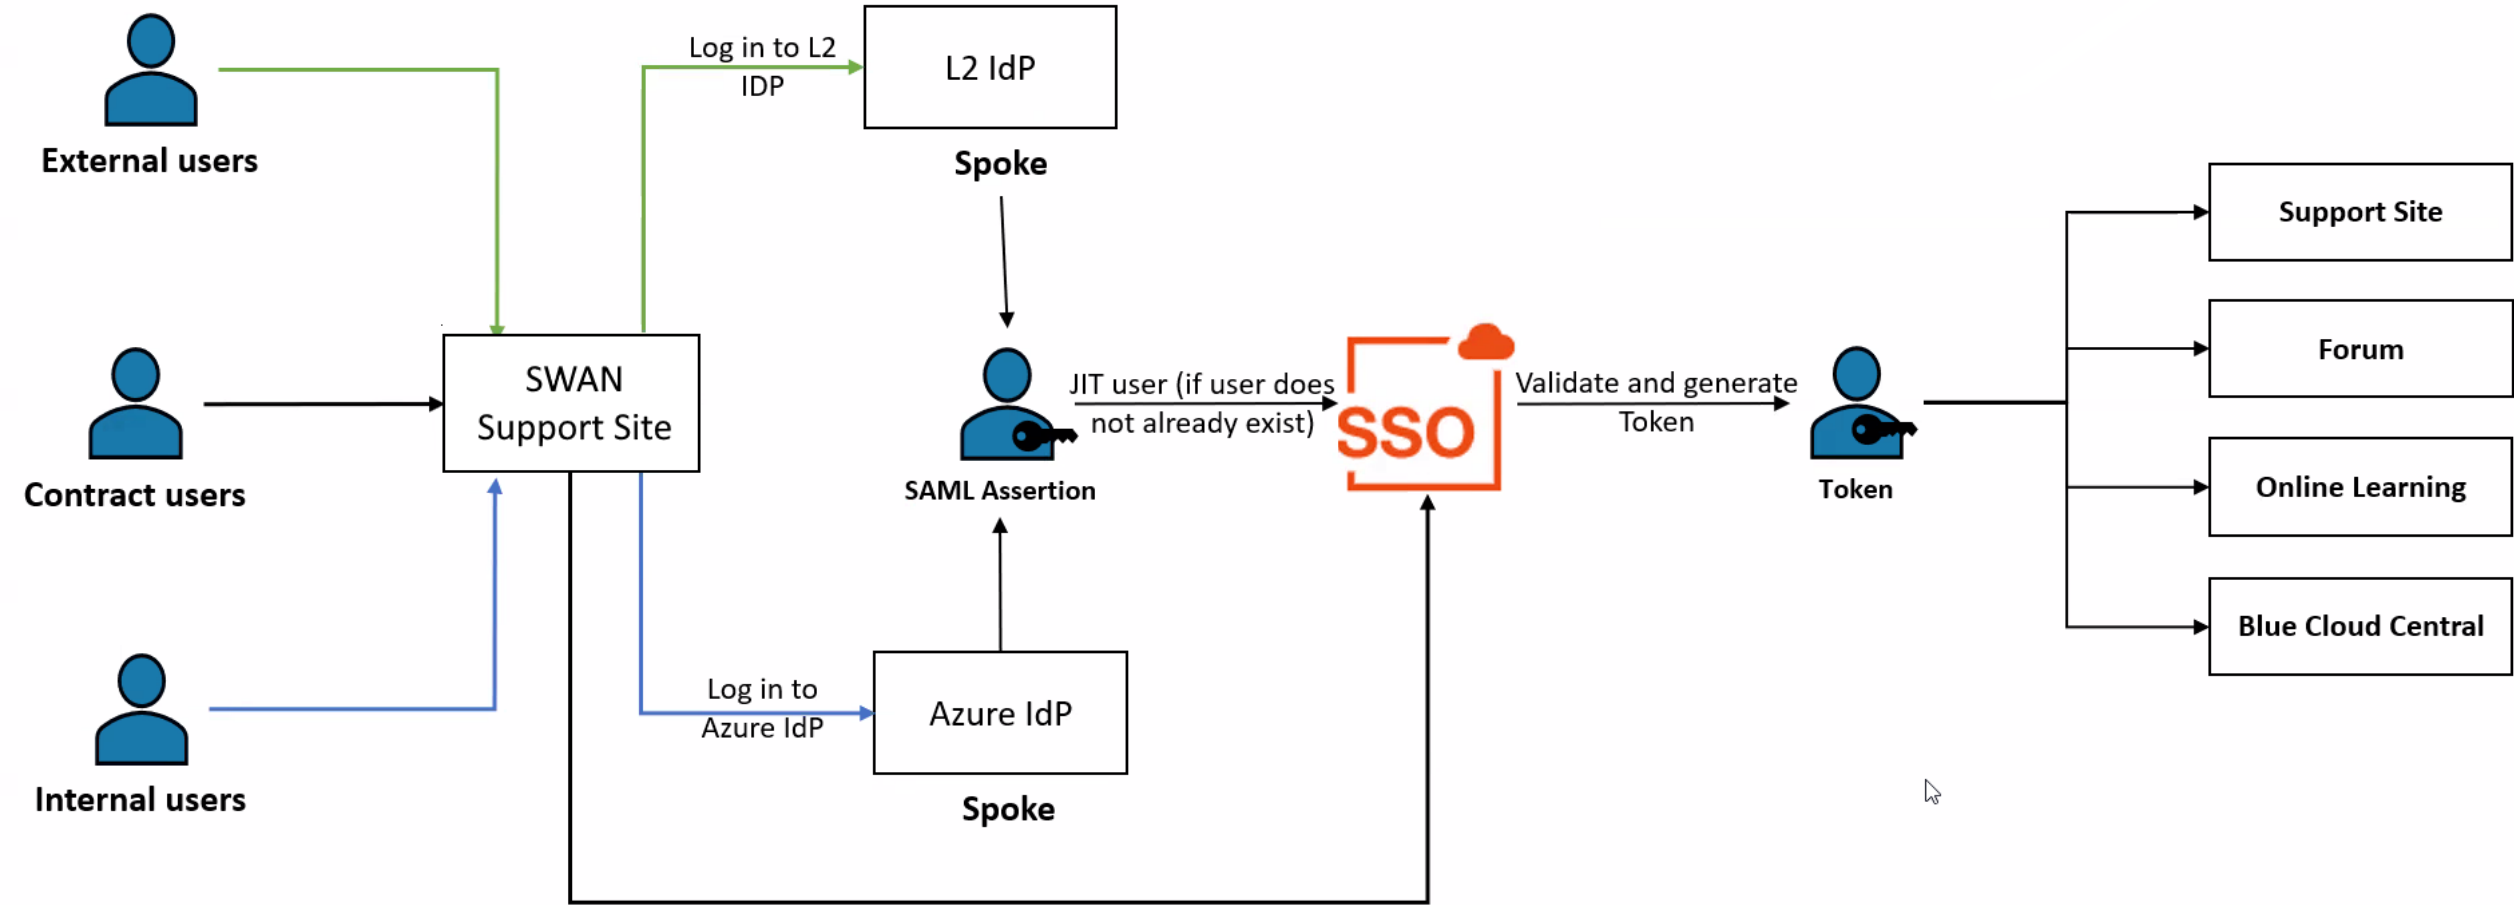 External users
Log in to L2
IDP
L2 IdP
Spoke
Support Site
Forum
Online Learning
Blue Cloud Central
Contract users
SWAN
Support Site
JIT user (if user does
not already exist)
SAML Assertion
SSO
Validate and generate
Token
Token
Internal users
Log in to
Azure IdP
Azure IdP
Spoke